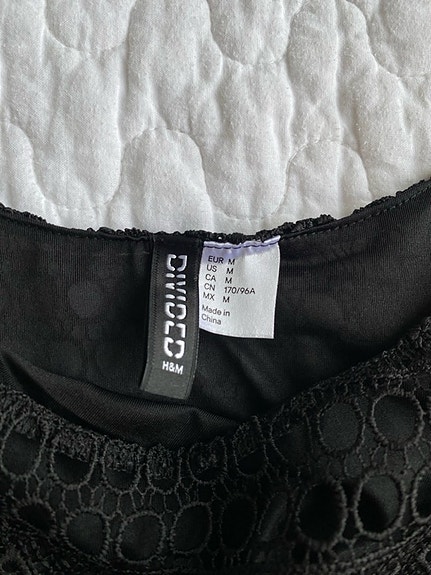 DIVIDED
H&M
EUR M
US M
CA M
CN 170/96A
MX M
Made in
China